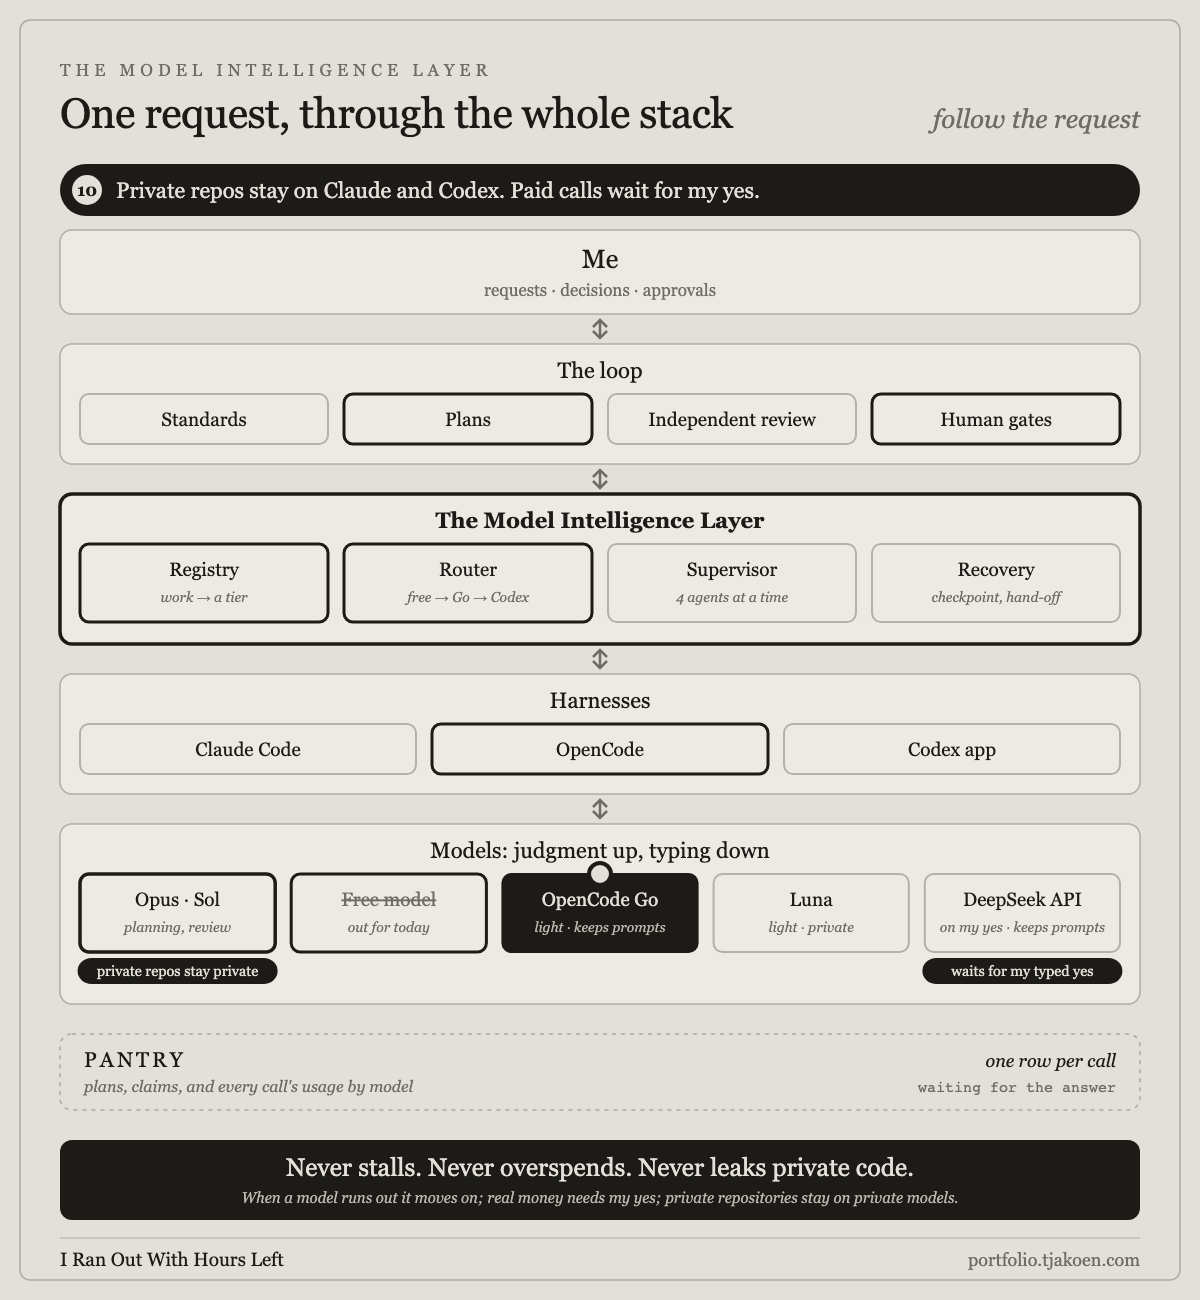 THE MODEL INTELLIGENCE LAYER
One request, through the whole stack
follow the request
10 Private repos stay on Claude and Codex. Paid calls wait for my yes.
Me
requests · decisions · approvals
The loop
Standards
Plans
Independent review
Human gates
The Model Intelligence Layer
Registry
work → a tier
Router
free → Go → Codex
Supervisor
4 agents at a time
Recovery
checkpoint, hand-off
Harnesses
Claude Code
OpenCode
Codex app
Models: judgment up, typing down
Opus · Sol
planning, review
private repos stay private
Free model
out for today
OpenCode Go
light · keeps prompts
Luna
light · private
DeepSeek API
on my yes · keeps prompts
waits for my typed yes
PANTRY
plans, claims, and every call's usage by model
one row per call
waiting for the answer
Never stalls. Never overspends. Never leaks private code.
When a model runs out it moves on; real money needs my yes; private repositories stay on private models.
I Ran Out With Hours Left
portfolio.tjakoen.com